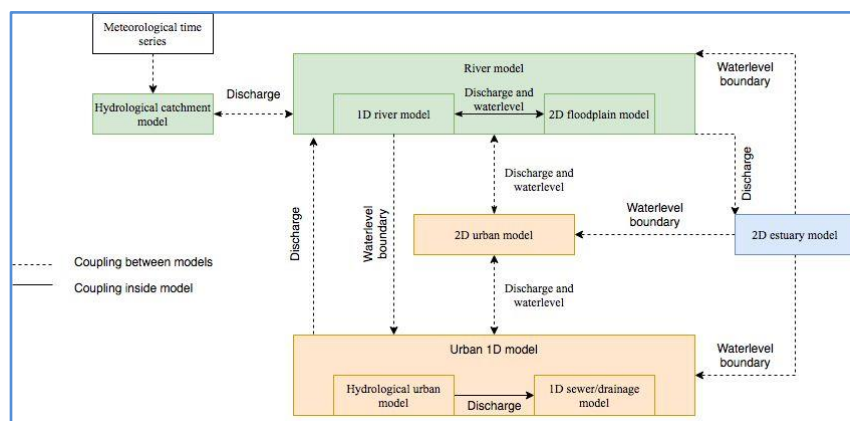 Meteorological time
series
River model
Waterlevel
boundary
Discharge
Hydrological catchment
model
Discharge and
waterlevel
1D river model
2D floodplain model
Discharge and
waterlevel
Discharge
Waterlevel
boundary
Discharge
Waterlevel
boundary
2D urban model
2D estuary model
Coupling between models
Coupling inside model
Discharge and
waterlevel
Urban 1D model
Waterlevel
boundary
Hydrological urban
model
Discharge
1D sewer/drainage
model